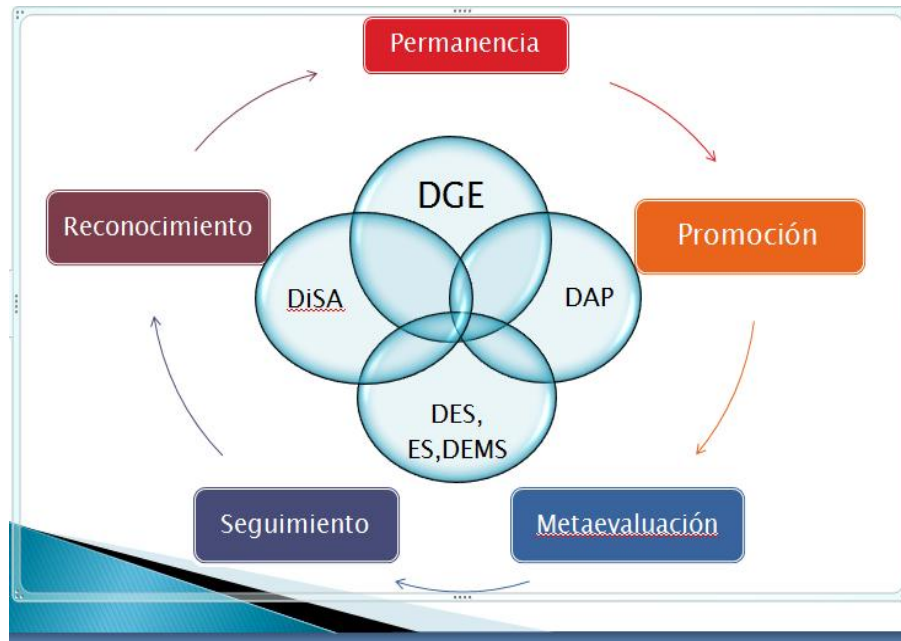 Permanencia
DGE
Reconocimiento
Promoción
DiSA
DAP
DES,
ES,DEMS
Seguimiento
Metaevaluación